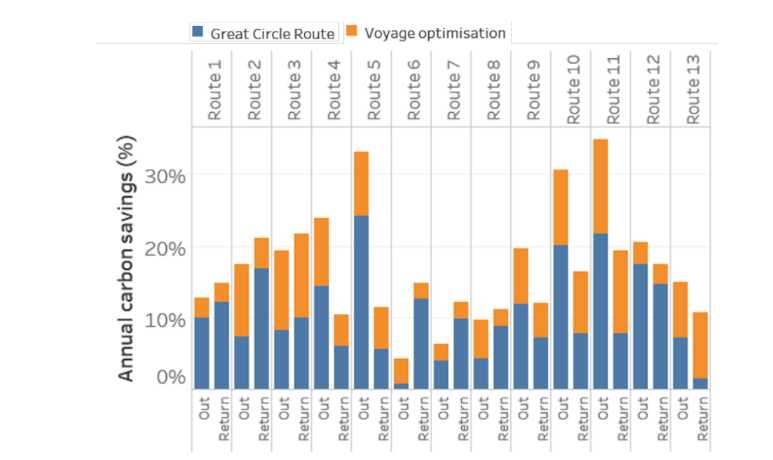 Great Circle Route Voyage optimisation
Route 1 Route 2 Route 3 Route 4 Route 5 Route 6 Route 7 Route 8 Route 9 Route 10 Route 11 Route 12 Route 13
Annual carbon savings (%)
30%
20%
10%
0%
Out Return Out Return Out Return Out Return Out Return Out Return Out Return Out Return Out Return Out Return Out Return Out Return Out Return